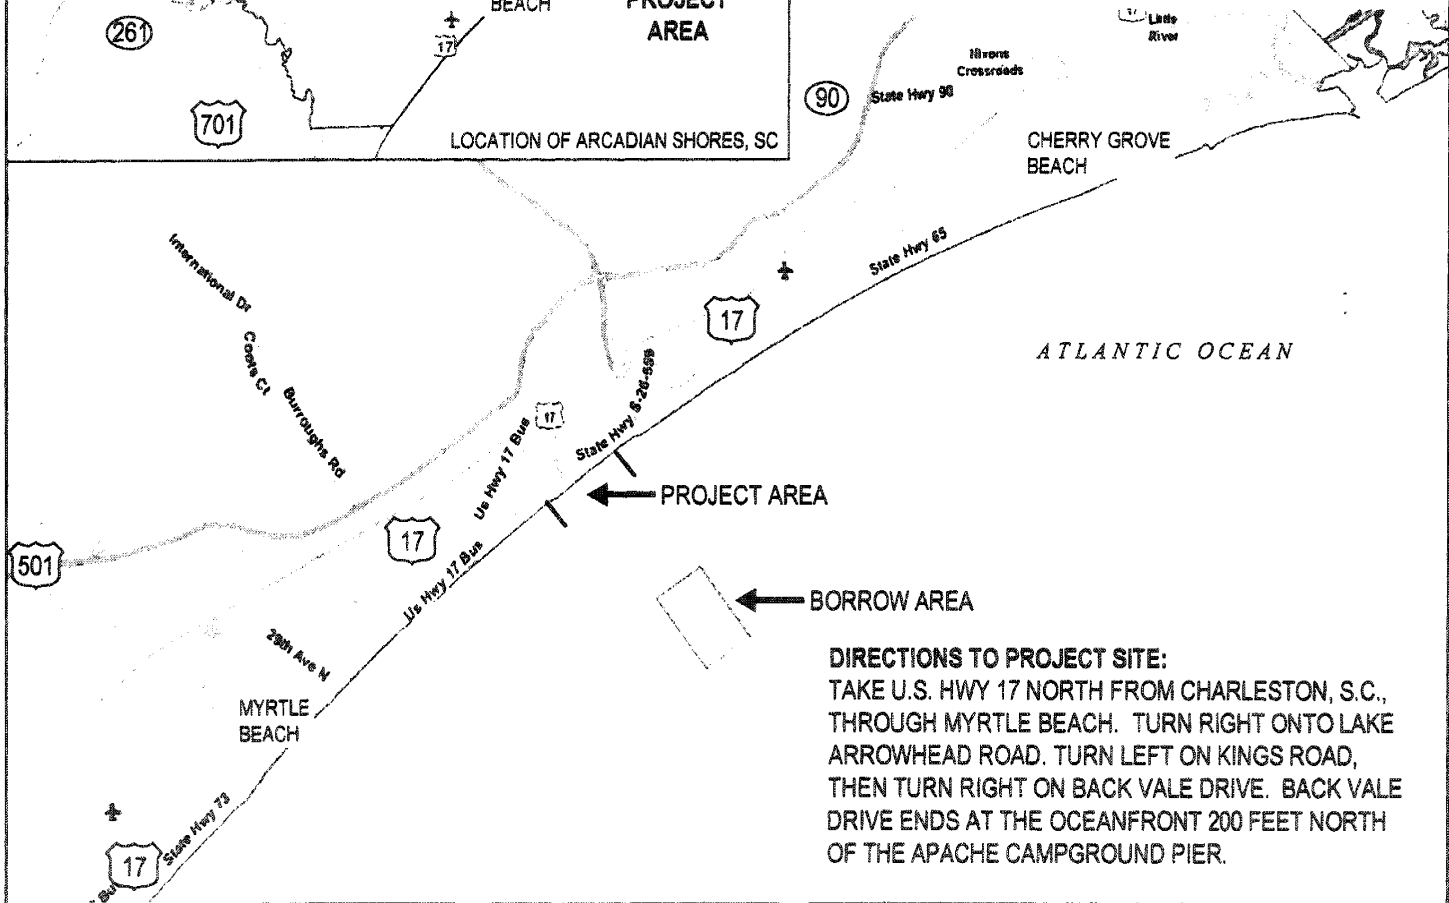 BEACH
PROJECT
AREA
261
17
701
LOCATION OF ARCADIAN SHORES, SC
17
Little
River
Nixons
Crossroads
90
State Hwy 90
CHERRY GROVE
BEACH
International Dr
Coots Ct
Burroughs Rd
State Hwy 65
17
ATLANTIC OCEAN
State Hwy S-26-559
17
Us Hwy 17 Bus
PROJECT AREA
17
501
Us Hwy 17 Bus
BORROW AREA
29th Ave N
MYRTLE
BEACH
DIRECTIONS TO PROJECT SITE:
TAKE U.S. HWY 17 NORTH FROM CHARLESTON, S.C.,
THROUGH MYRTLE BEACH. TURN RIGHT ONTO LAKE
ARROWHEAD ROAD. TURN LEFT ON KINGS ROAD,
THEN TURN RIGHT ON BACK VALE DRIVE. BACK VALE
DRIVE ENDS AT THE OCEANFRONT 200 FEET NORTH
OF THE APACHE CAMPGROUND PIER.
State Hwy 73
17